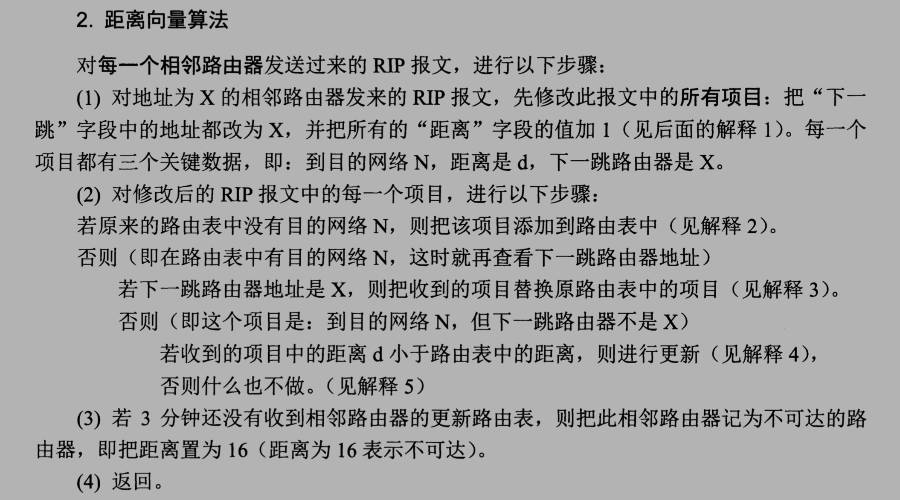 2. 距离向量算法
对每一个相邻路由器发送过来的 RIP 报文，进行以下步骤：
(1) 对地址为 X 的相邻路由器发来的 RIP 报文，先修改此报文中的所有项目：把“下一
跳”字段中的地址都改为 X，并把所有的“距离”字段的值加 1（见后面的解释 1）。每一个
项目都有三个关键数据，即：到目的网络 N，距离是 d，下一跳路由器是 X。
(2) 对修改后的 RIP 报文中的每一个项目，进行以下步骤：
若原来的路由表中没有目的网络 N，则把该项目添加到路由表中（见解释 2）。
否则（即在路由表中有目的网络 N，这时就再查看下一跳路由器地址）
若下一跳路由器地址是 X，则把收到的项目替换原路由表中的项目（见解释 3）。
否则（即这个项目是：到目的网络 N，但下一跳路由器不是 X）
若收到的项目中的距离 d 小于路由表中的距离，则进行更新（见解释 4），
否则什么也不做。（见解释 5）
(3) 若 3 分钟还没有收到相邻路由器的更新路由表，则把此相邻路由器记为不可达的路
由器，即把距离置为 16（距离为 16 表示不可达）。
(4) 返回。